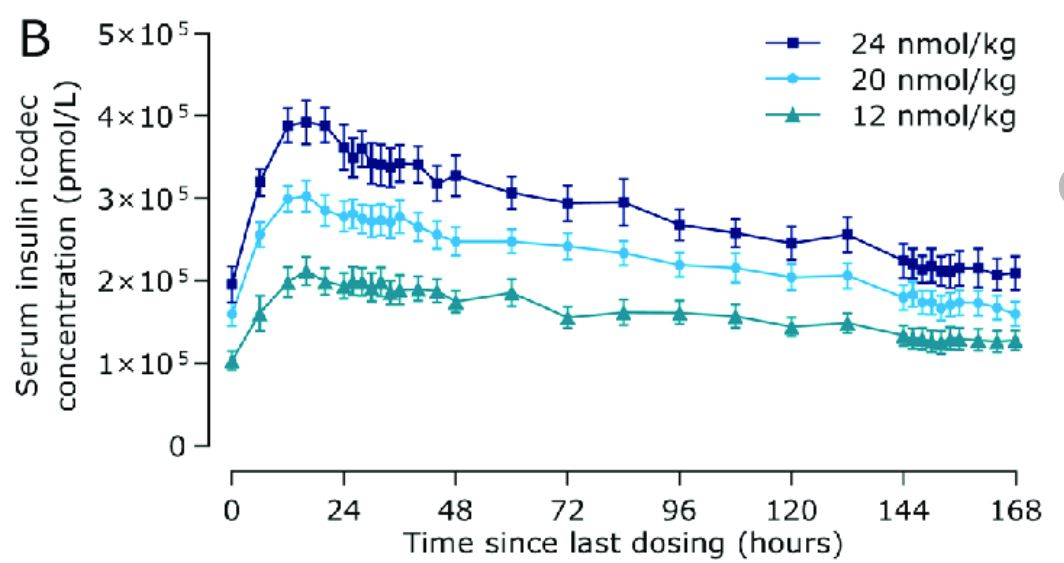 B
Serum insulin icodec
concentration (pmol/L)
5×10⁵
4×10⁵
3×10⁵
2×10⁵
1×10⁵
0
24 nmol/kg
20 nmol/kg
12 nmol/kg
0 24 48 72 96 120 144 168
Time since last dosing (hours)